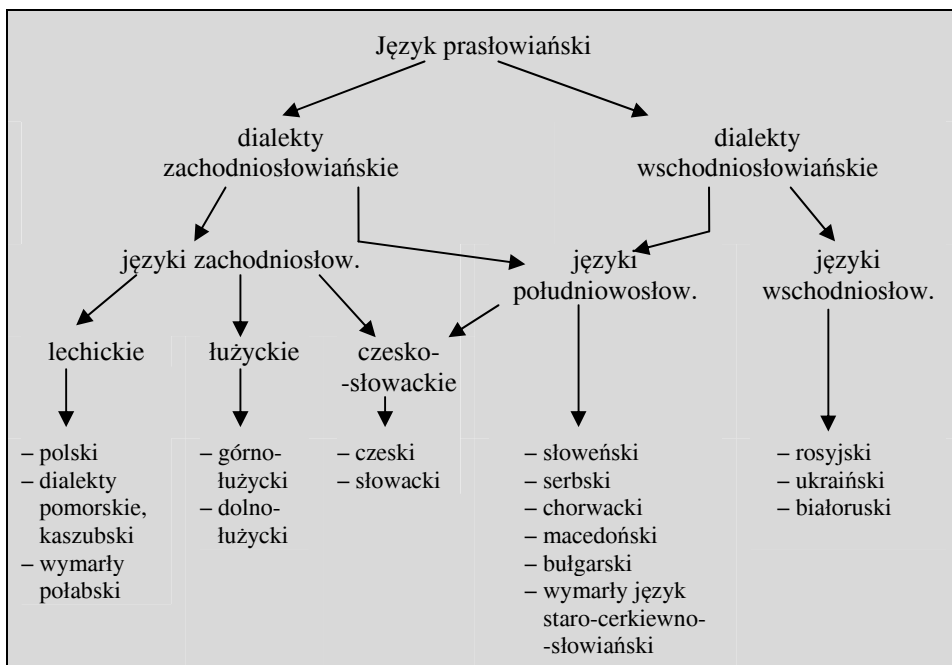 Język prasłowiański
dialekty
zachodniosłowiańskie
dialekty
wschodniosłowiańskie
języki zachodniosłow.
języki
południowosłow.
języki
wschodniosłow.
lechickie
łużyckie
czesko-
-słowackie
– polski
– dialekty
pomorskie,
kaszubski
– wymarły
połabski
– górno-
łużycki
– dolno-
łużycki
– czeski
– słowacki
– słoweński
– serbski
– chorwacki
– macedoński
– bułgarski
– wymarły język
staro-cerkiewno-
-słowiański
– rosyjski
– ukraiński
– białoruski